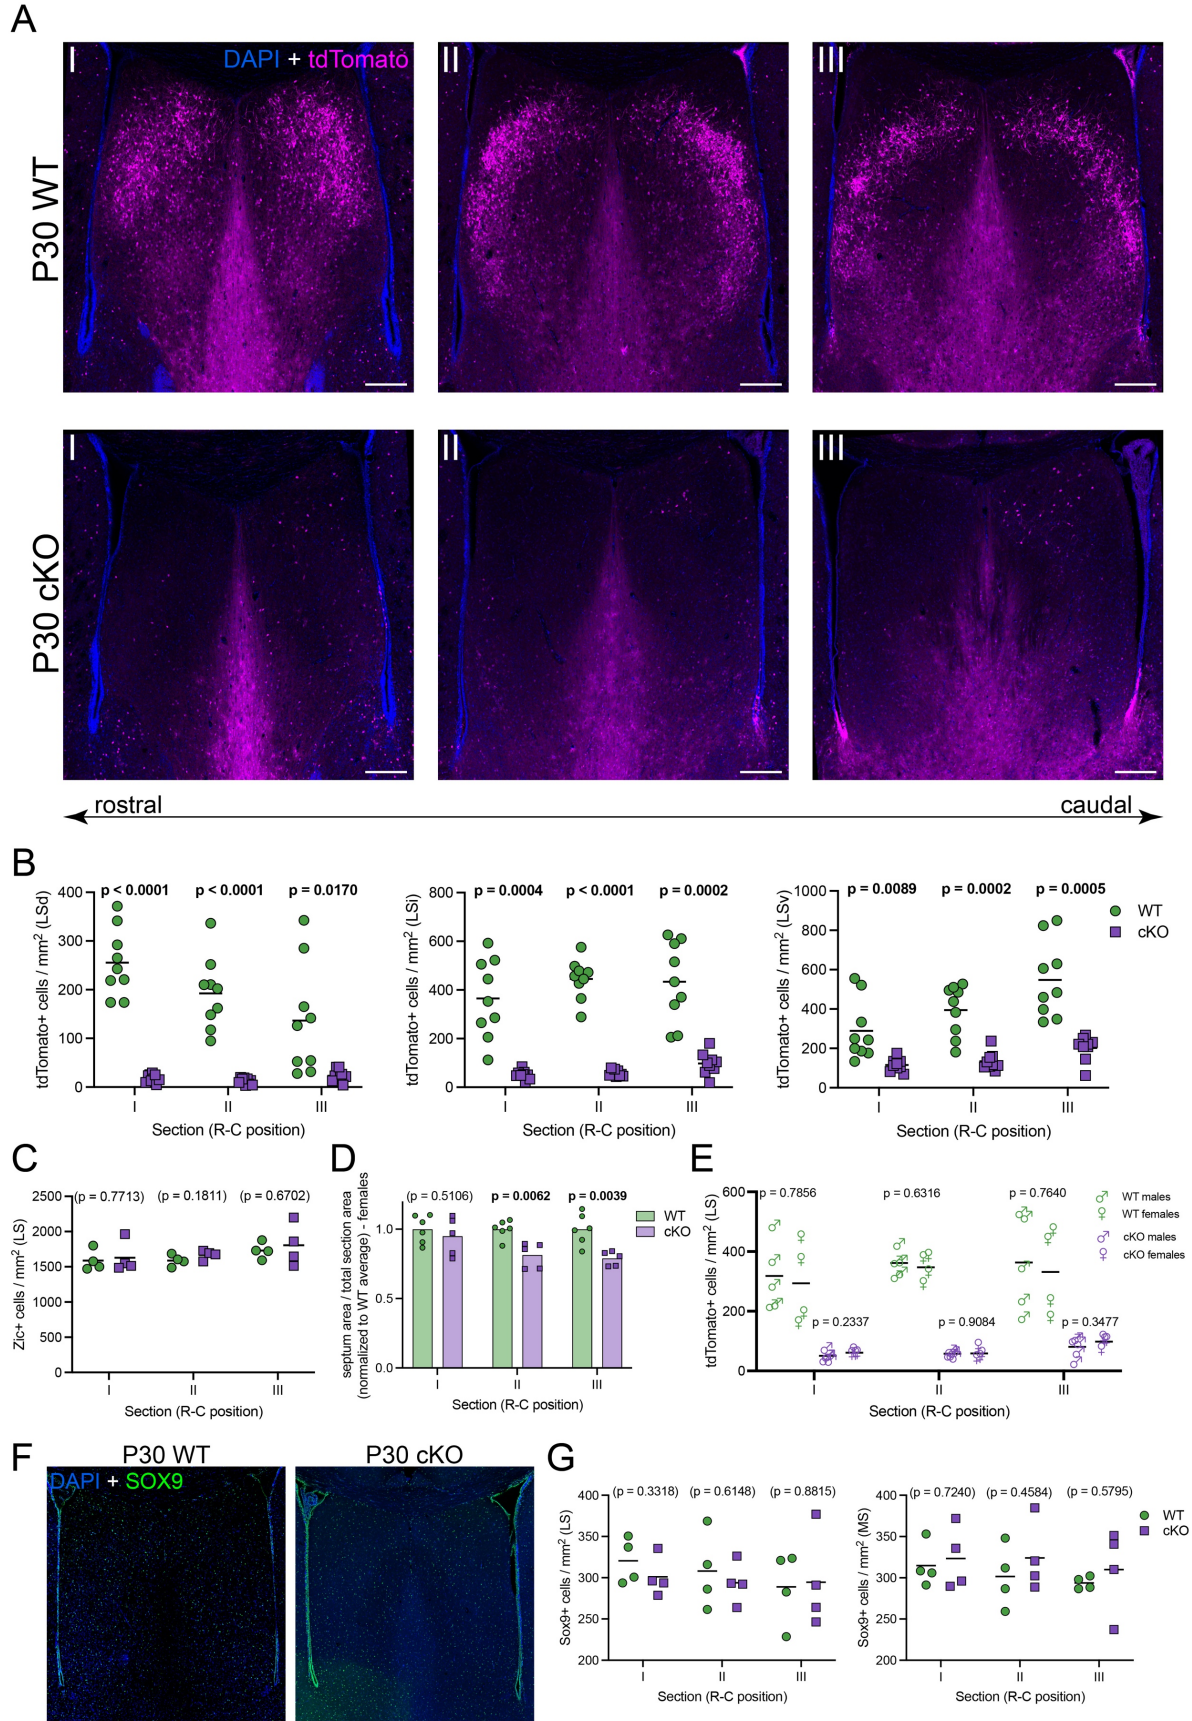 A
I DAPI + tdTomato
II
III
P30 WT
I
II
III
P30 cKO
rostral caudal
B
p < 0.0001 p < 0.0001 p = 0.0170
tdTomato+ cells / mm² (LSd)
400
300
200
100
0
I II III
Section (R-C position)
p = 0.0004 p < 0.0001 p = 0.0002
tdTomato+ cells / mm² (LSi)
800
600
400
200
0
I II III
Section (R-C position)
p = 0.0089 p = 0.0002 p = 0.0005
tdTomato+ cells / mm² (LSv)
1000
800
600
400
200
0
I II III
Section (R-C position)
WT
cKO
C
(p = 0.7713) (p = 0.1811) (p = 0.6702)
Zic+ cells / mm² (LS)
2500
2000
1500
1000
500
0
I II III
Section (R-C position)
D
(p = 0.5106) p = 0.0062 p = 0.0039
septum area / total section area
(normalized to WT average) - females
1.0
0.5
0.0
I II III
Section (R-C position)
WT
cKO
E
p = 0.7856 p = 0.6316 p = 0.7640
tdTomato+ cells / mm² (LS)
600
400
200
0
p = 0.2337 p = 0.9084 p = 0.3477
I II III
Section (R-C position)
♂ WT males
♀ WT females
♂ cKO males
♀ cKO females
F
P30 WT P30 cKO
DAPI + SOX9
G
(p = 0.3318) (p = 0.6148) (p = 0.8815)
Sox9+ cells / mm² (LS)
400
350
300
250
200
I II III
Section (R-C position)
(p = 0.7240) (p = 0.4584) (p = 0.5795)
Sox9+ cells / mm² (MS)
400
350
300
250
200
I II III
Section (R-C position)
WT
cKO